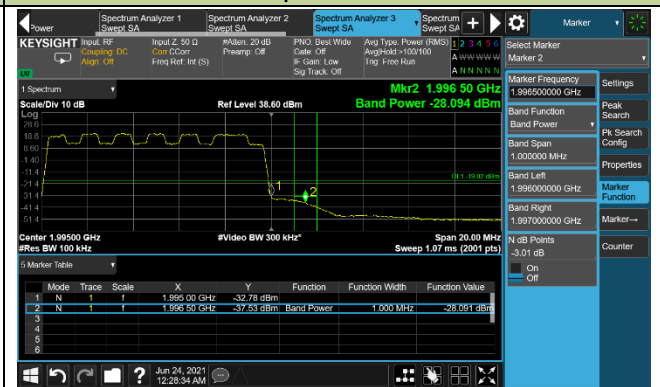 Power
Spectrum Analyzer 1
Swept SA
Spectrum Analyzer 2
Swept SA
Spectrum Analyzer 3
Swept SA
Spectrum
Swept SA
Marker
KEYSIGHT
Input: RF
Coupling: DC
Align: Off
Input Z: 50 Ω
Corr CCorr
Freq Ref: Int (S)
#Atten: 20 dB
Preamp: Off
PNO: Best Wide
Gate: Off
IF Gain: Low
Sig Track: Off
Avg Type: Power (RMS)
Avg|Hold:>100/100
Trig: Free Run
1 2 3 4 5 6
A W W W W W
A N N N N N
LXI
Select Marker
Marker 2
1 Spectrum
Scale/Div 10 dB
Log
Ref Level 38.60 dBm
Mkr2 1.996 50 GHz
Band Power -28.094 dBm
28.6
18.6
8.60
-1.40
-11.4
-21.4
-31.4
-41.4
-51.4
DL1 -19.02 dBm
1
2
Center 1.99500 GHz
#Res BW 100 kHz
#Video BW 300 kHz*
Span 20.00 MHz
Sweep 1.07 ms (2001 pts)
5 Marker Table
Mode Trace Scale X Y Function Function Width Function Value
1 N 1 f 1.995 00 GHz -32.78 dBm
2 N 1 f 1.996 50 GHz -37.53 dBm Band Power 1.000 MHz -28.091 dBm
3
4
5
6
Marker Frequency
1.996500000 GHz
Band Function
Band Power
Band Span
1.000000 MHz
Band Left
1.996000000 GHz
Band Right
1.997000000 GHz
N dB Points
-3.01 dB
On
Off
Settings
Peak
Search
Pk Search
Config
Properties
Marker
Function
Marker→
Counter
?
Jun 24, 2021
12:28:34 AM